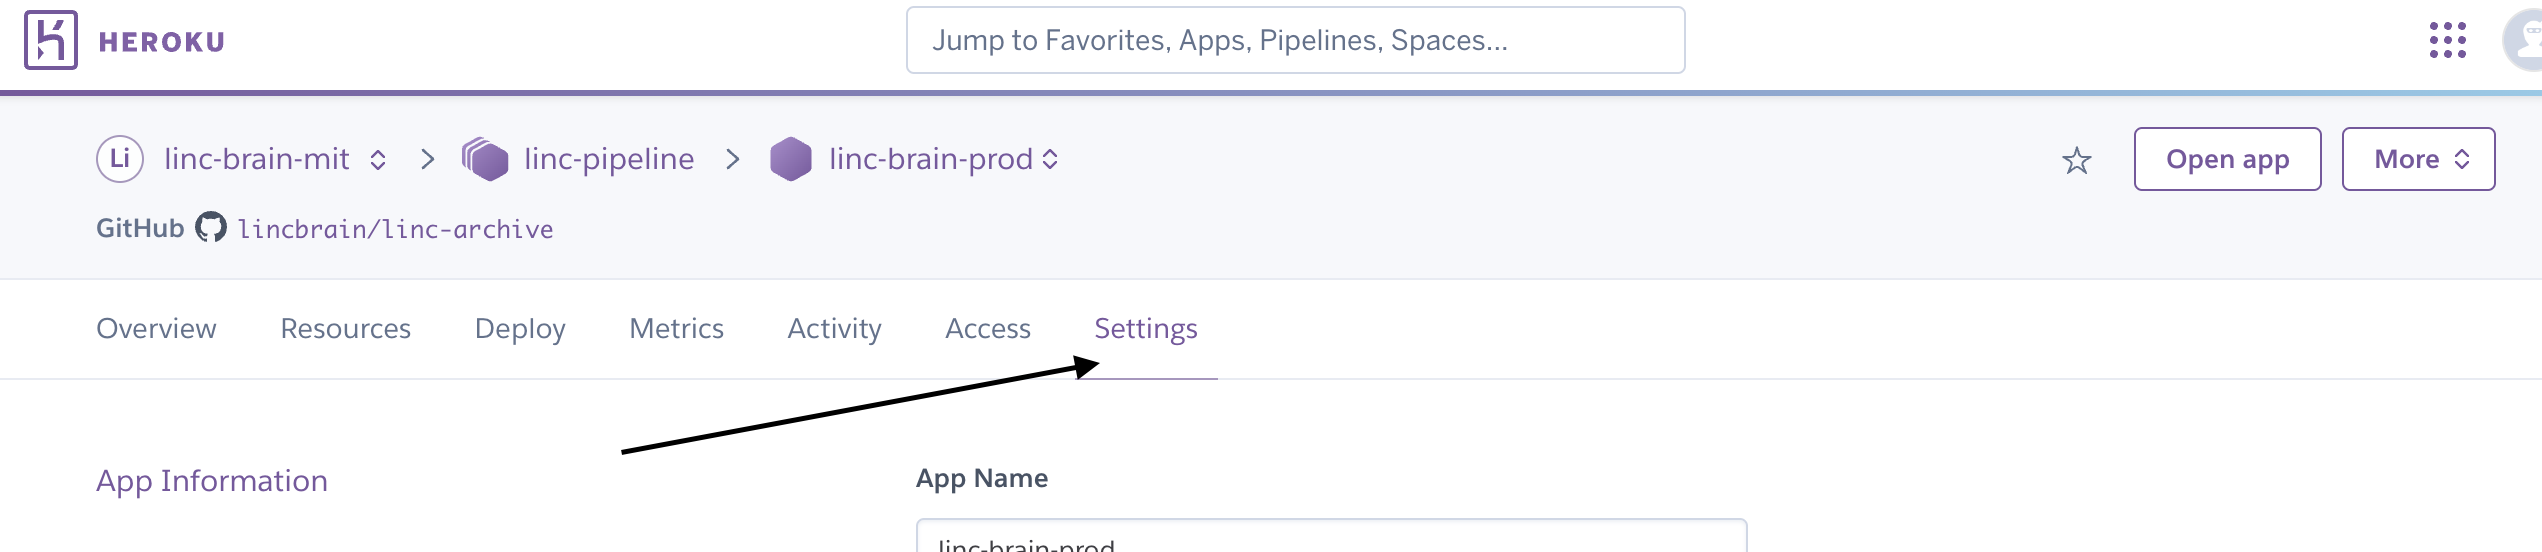 HEROKU
Jump to Favorites, Apps, Pipelines, Spaces...
Li linc-brain-mit > linc-pipeline > linc-brain-prod
Open app
More
GitHub lincbrain/linc-archive
Overview Resources Deploy Metrics Activity Access Settings
App Information
App Name
linc-brain-prod